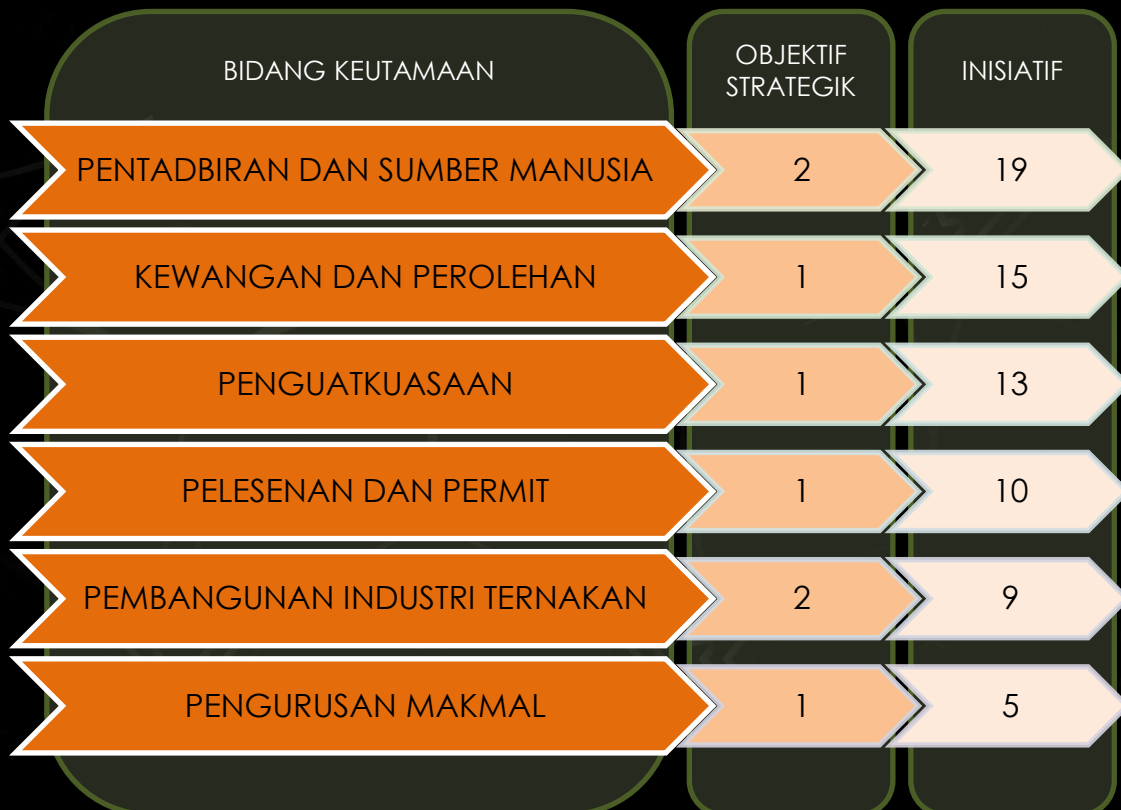 BIDANG KEUTAMAAN
OBJEKTIF
STRATEGIK
INISIATIF
PENTADBIRAN DAN SUMBER MANUSIA 2 19
KEWANGAN DAN PEROLEHAN 1 15
PENGUATKUASAAN 1 13
PELESENAN DAN PERMIT 1 10
PEMBANGUNAN INDUSTRI TERNAKAN 2 9
PENGURUSAN MAKMAL 1 5